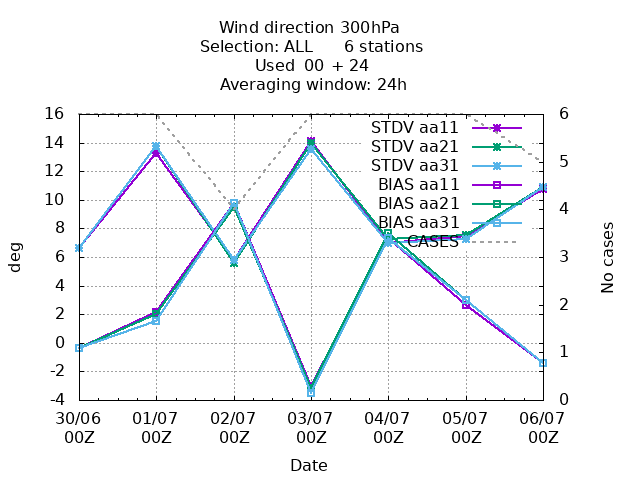 Wind direction 300hPa
Selection: ALL 6 stations
Used 00 + 24
Averaging window: 24h
16
14
12
10
8
6
4
2
0
-2
-4
deg
6
5
4
3
2
1
0
No cases
STDV aa11
STDV aa21
STDV aa31
BIAS aa11
BIAS aa21
BIAS aa31
CASES
30/06 01/07 02/07 03/07 04/07 05/07 06/07
00Z 00Z 00Z 00Z 00Z 00Z 00Z
Date